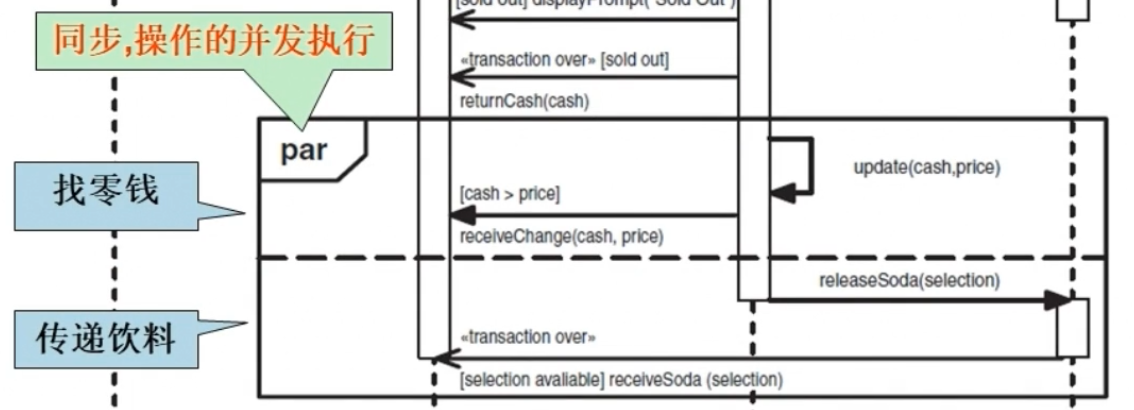 [sold out] displayPrompt("Sold Out")
同步,操作的并发执行
«transaction over» [sold out]
returnCash(cash)
par
update(cash,price)
找零钱
[cash > price]
receiveChange(cash, price)
releaseSoda(selection)
传递饮料
«transaction over»
[selection avaliable] receiveSoda (selection)